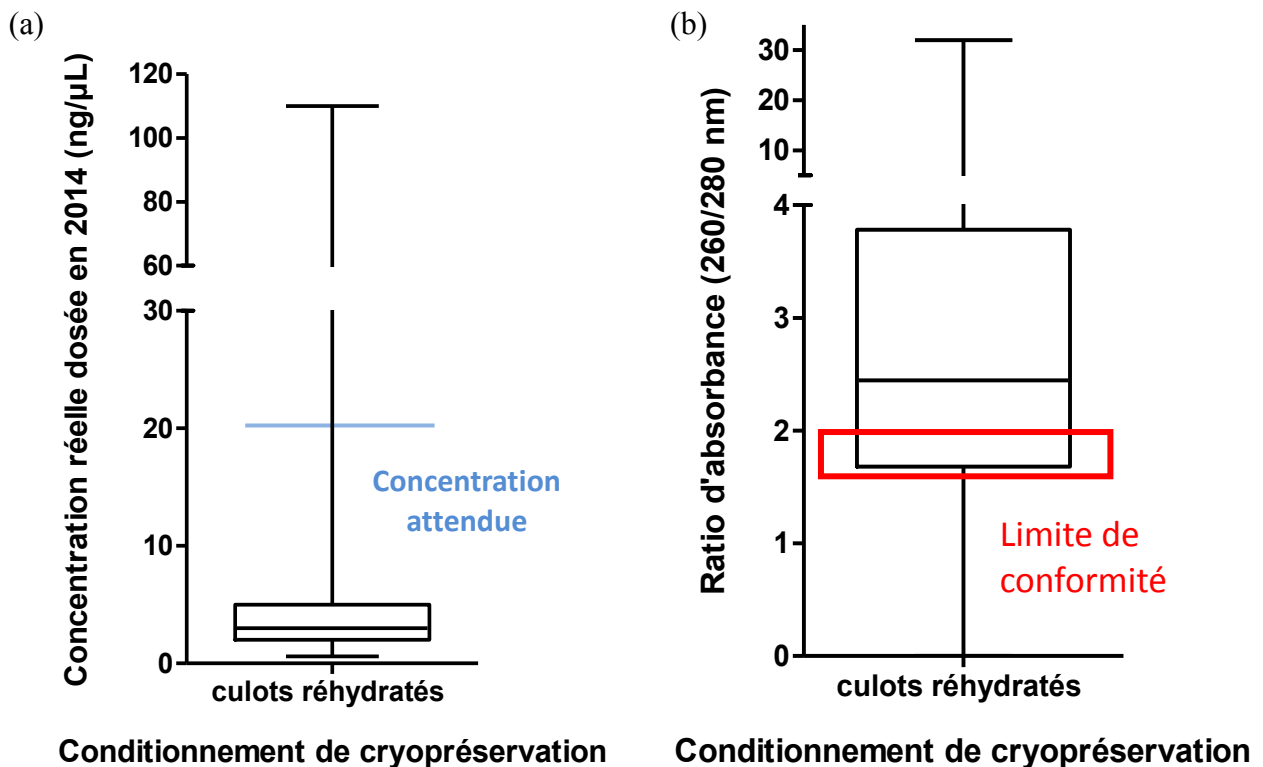 (a)
Concentration réelle dosée en 2014 (ng/µL)
120
100
80
60
30
20
10
0
Concentration
attendue
culots réhydratés
Conditionnement de cryopréservation
(b)
Ratio d'absorbance (260/280 nm)
30
20
10
4
3
2
1
0
Limite de
conformité
culots réhydratés
Conditionnement de cryopréservation